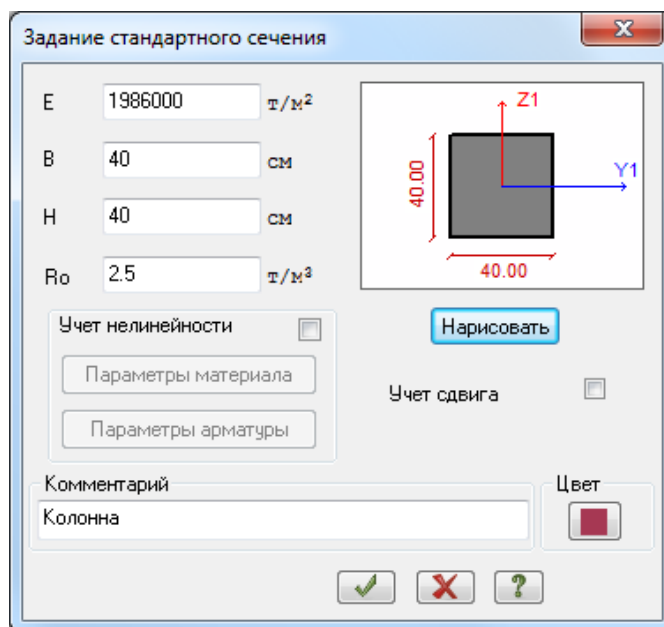 Задание стандартного сечения
E 1986000 т/м²
B 40 см
H 40 см
Ro 2.5 т/м³
Z1
Y1
40.00
40.00
Учет нелинейности
Параметры материала
Параметры арматуры
Нарисовать
Учет сдвига
Комментарий
Колонна
Цвет
?